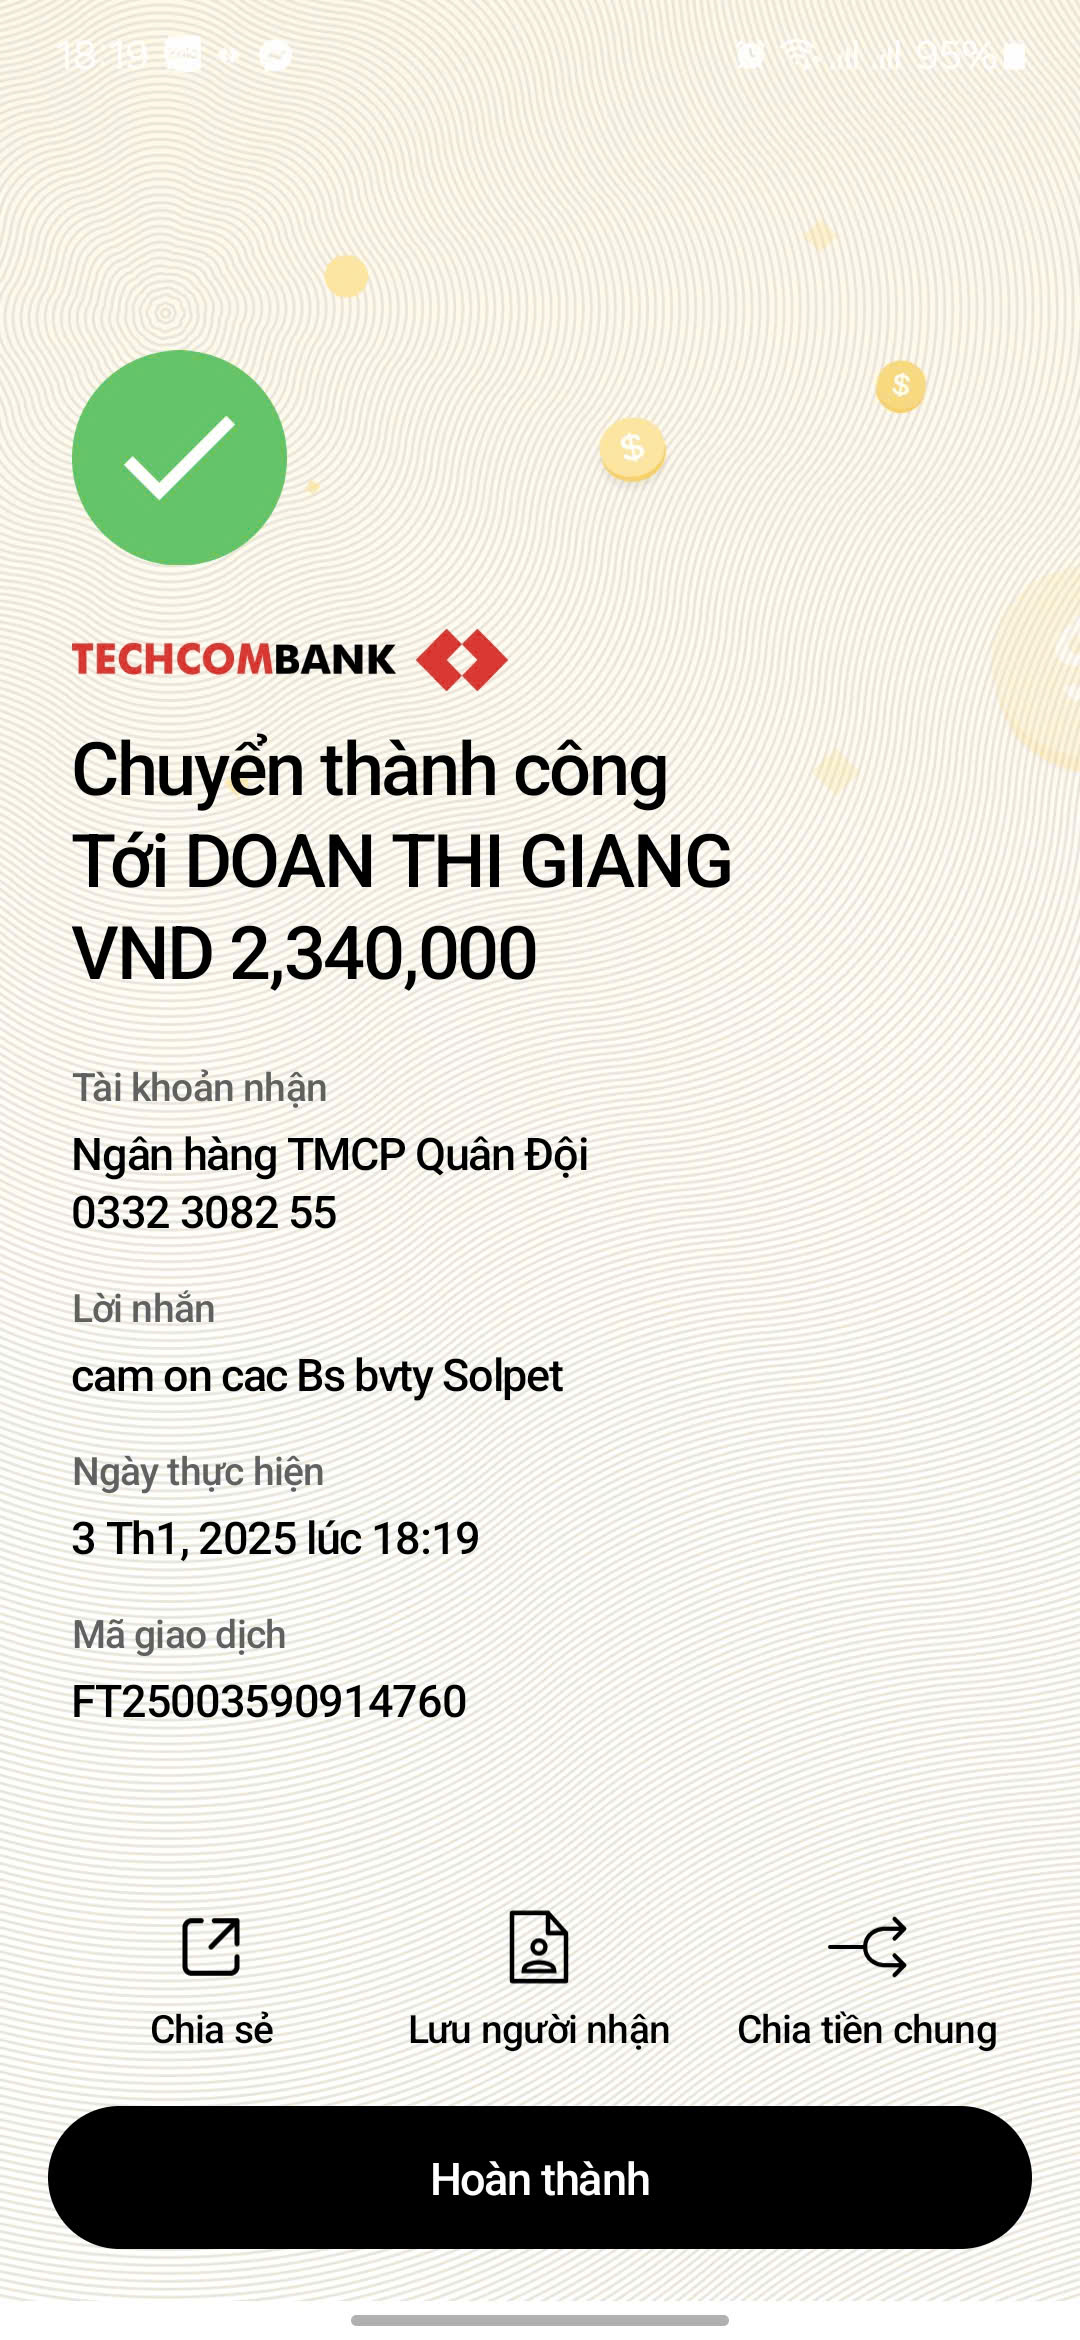 18:19
95%
TECHCOMBANK
Chuyển thành công
Tới DOAN THI GIANG
VND 2,340,000
Tài khoản nhận
Ngân hàng TMCP Quân Đội
0332 3082 55
Lời nhắn
cam on cac Bs bvty Solpet
Ngày thực hiện
3 Th1, 2025 lúc 18:19
Mã giao dịch
FT25003590914760
Chia sẻ
Lưu người nhận
Chia tiền chung
Hoàn thành